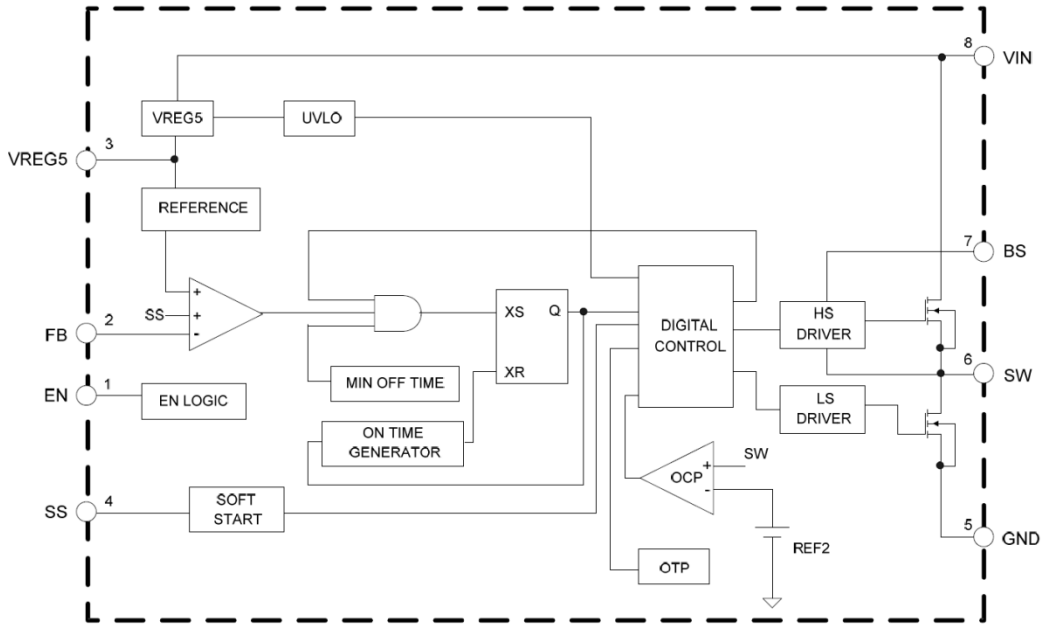 8
VIN
VREG5
UVLO
3
VREG5
REFERENCE
7
BS
+
SS
+
-
2
FB
XS
Q
XR
DIGITAL
CONTROL
HS
DRIVER
6
SW
1
EN
EN LOGIC
MIN OFF TIME
ON TIME
GENERATOR
LS
DRIVER
OCP
+
-
SW
4
SS
SOFT
START
5
GND
REF2
OTP